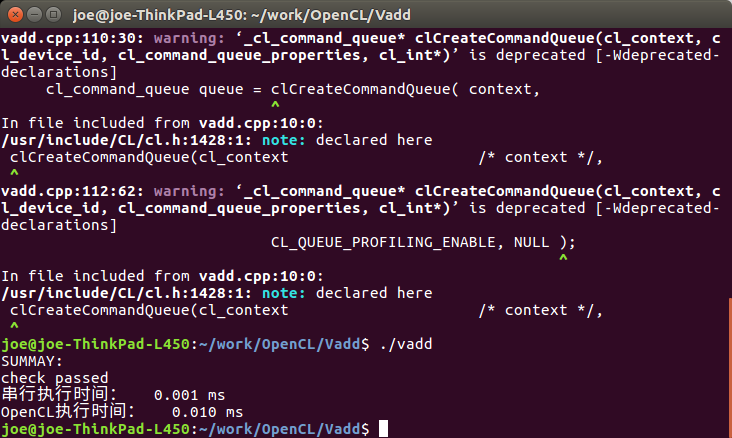 joe@joe-ThinkPad-L450: ~/work/OpenCL/Vadd
vadd.cpp:110:30: warning: ‘_cl_command_queue* clCreateCommandQueue(cl_context, c
l_device_id, cl_command_queue_properties, cl_int*)’ is deprecated [-Wdeprecated-
declarations]
     cl_command_queue queue = clCreateCommandQueue( context,
                              ^
In file included from vadd.cpp:10:0:
/usr/include/CL/cl.h:1428:1: note: declared here
 clCreateCommandQueue(cl_context                     /* context */,
 ^
vadd.cpp:112:62: warning: ‘_cl_command_queue* clCreateCommandQueue(cl_context, c
l_device_id, cl_command_queue_properties, cl_int*)’ is deprecated [-Wdeprecated-
declarations]
                              CL_QUEUE_PROFILING_ENABLE, NULL );
                                                              ^
In file included from vadd.cpp:10:0:
/usr/include/CL/cl.h:1428:1: note: declared here
 clCreateCommandQueue(cl_context                     /* context */,
 ^
joe@joe-ThinkPad-L450:~/work/OpenCL/Vadd$ ./vadd
SUMMAY:
check passed
串行执行时间：   0.001 ms
OpenCL执行时间：   0.010 ms
joe@joe-ThinkPad-L450:~/work/OpenCL/Vadd$